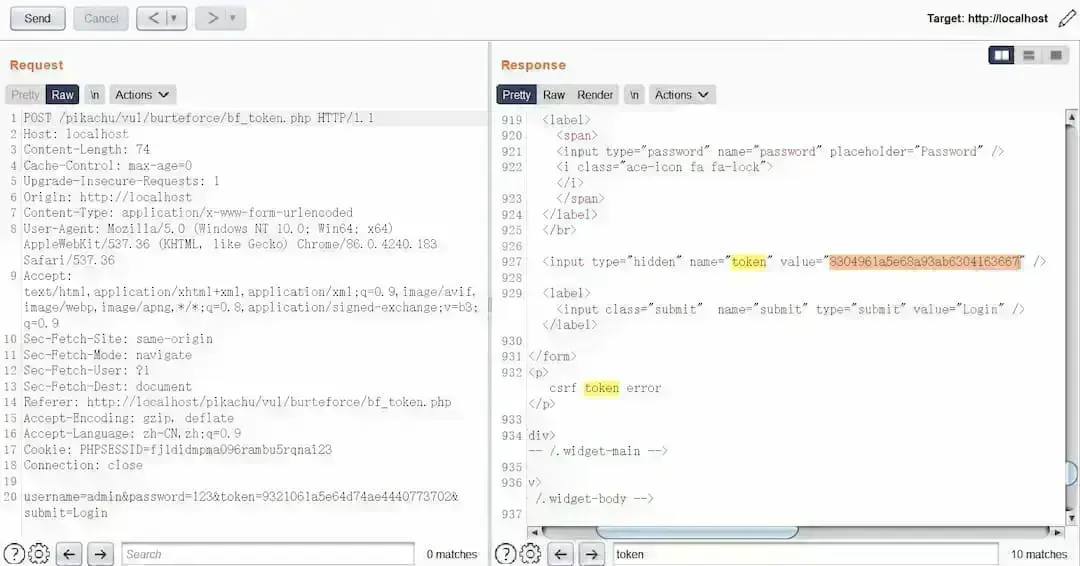 Send
Cancel
<
>
Target: http://localhost
Request
Pretty
Raw
\n
Actions
1 POST /pikachu/vul/burteforce/bf_token.php HTTP/1.1
2 Host: localhost
3 Content-Length: 74
4 Cache-Control: max-age=0
5 Upgrade-Insecure-Requests: 1
6 Origin: http://localhost
7 Content-Type: application/x-www-form-urlencoded
8 User-Agent: Mozilla/5.0 (Windows NT 10.0; Win64; x64)
AppleWebKit/537.36 (KHTML, like Gecko) Chrome/86.0.4240.183
Safari/537.36
9 Accept:
text/html,application/xhtml+xml,application/xml;q=0.9,image/avif,
image/webp,image/apng,*/*;q=0.8,application/signed-exchange;v=b3;
q=0.9
10 Sec-Fetch-Site: same-origin
11 Sec-Fetch-Mode: navigate
12 Sec-Fetch-User: ?1
13 Sec-Fetch-Dest: document
14 Referer: http://localhost/pikachu/vul/burteforce/bf_token.php
15 Accept-Encoding: gzip, deflate
16 Accept-Language: zh-CN,zh;q=0.9
17 Cookie: PHPSESSID=fjldidmpma096rambu5rqna123
18 Connection: close
19
20 username=admin&password=123&token=9321061a5e64d74ae4440773702&
submit=Login
Search
0 matches
Response
Pretty
Raw
Render
\n
Actions
919 <label>
920 <span>
921 <input type="password" name="password" placeholder="Password" />
922 <i class="ace-icon fa fa-lock">
</i>
923 </span>
924 </label>
925 </br>
926
927 <input type="hidden" name="token" value="8304961a5e68a93ab6304163667" />
928
929 <label>
<input class="submit" name="submit" type="submit" value="Login" />
</label>
930
931 </form>
932 <p>
csrf token error
</p>
933
934 div>
-- /.widget-main -->
935
936 v>
/.widget-body -->
937
token
10 matches